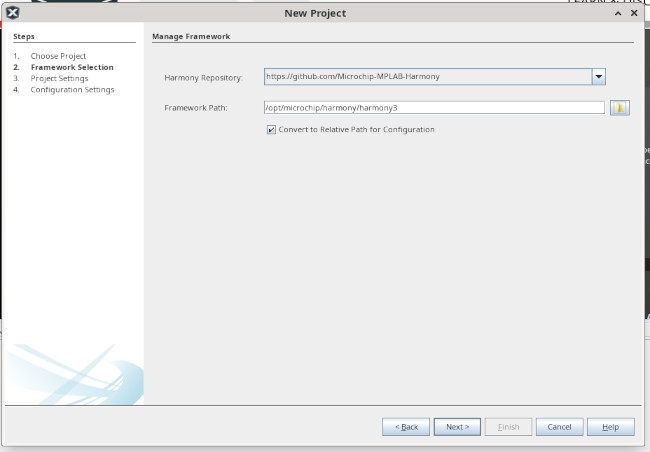 New Project
Steps
1. Choose Project
2. Framework Selection
3. Project Settings
4. Configuration Settings
Manage Framework
Harmony Repository: https://github.com/Microchip-MPLAB-Harmony
Framework Path: /opt/microchip/harmony/harmony3
Convert to Relative Path for Configuration
< Back Next > Finish Cancel Help